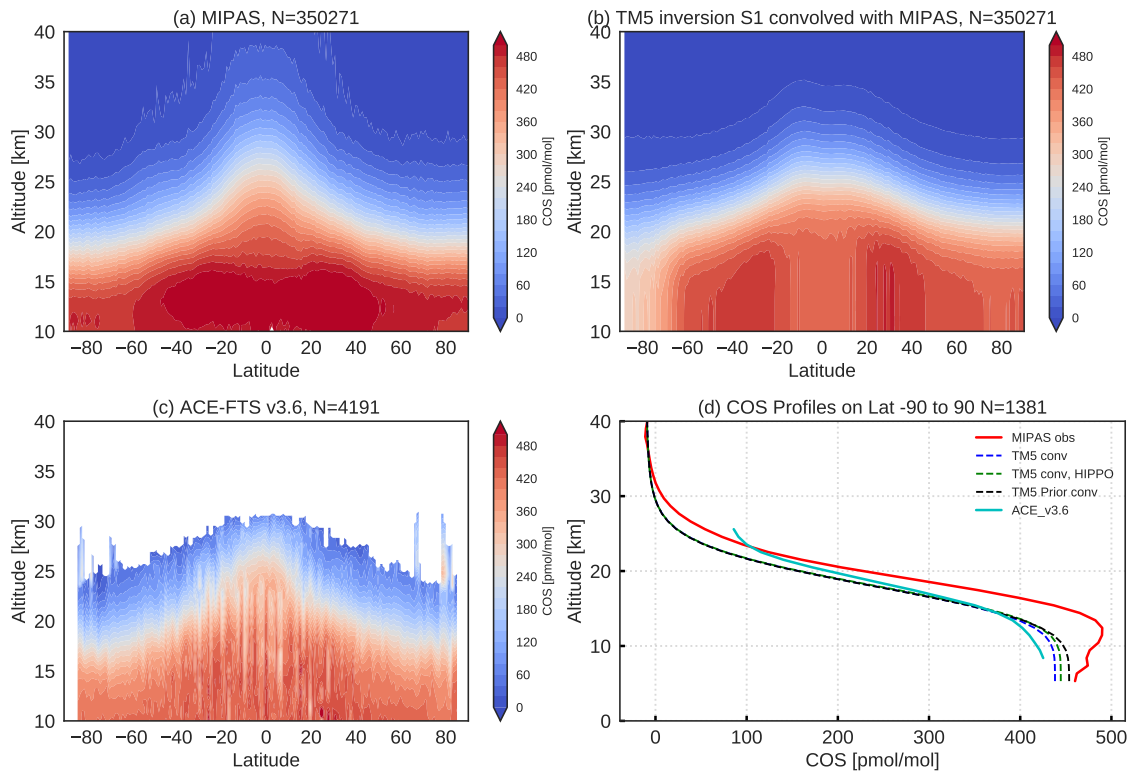 (a) MIPAS, N=350271
40
35
30
25
20
15
10
Altitude [km]
−80 −60 −40 −20 0 20 40 60 80
Latitude
480
420
360
300
240
180
120
60
0
COS [pmol/mol]
(b) TM5 inversion S1 convolved with MIPAS, N=350271
40
35
30
25
20
15
10
Altitude [km]
−80 −60 −40 −20 0 20 40 60 80
Latitude
480
420
360
300
240
180
120
60
0
COS [pmol/mol]
(c) ACE-FTS v3.6, N=4191
40
35
30
25
20
15
10
Altitude [km]
−80 −60 −40 −20 0 20 40 60 80
Latitude
480
420
360
300
240
180
120
60
0
COS [pmol/mol]
(d) COS Profiles on Lat -90 to 90 N=1381
40
30
20
10
0
Altitude [km]
MIPAS obs
TM5 conv
TM5 conv, HIPPO
TM5 Prior conv
ACE_v3.6
0 100 200 300 400 500
COS [pmol/mol]